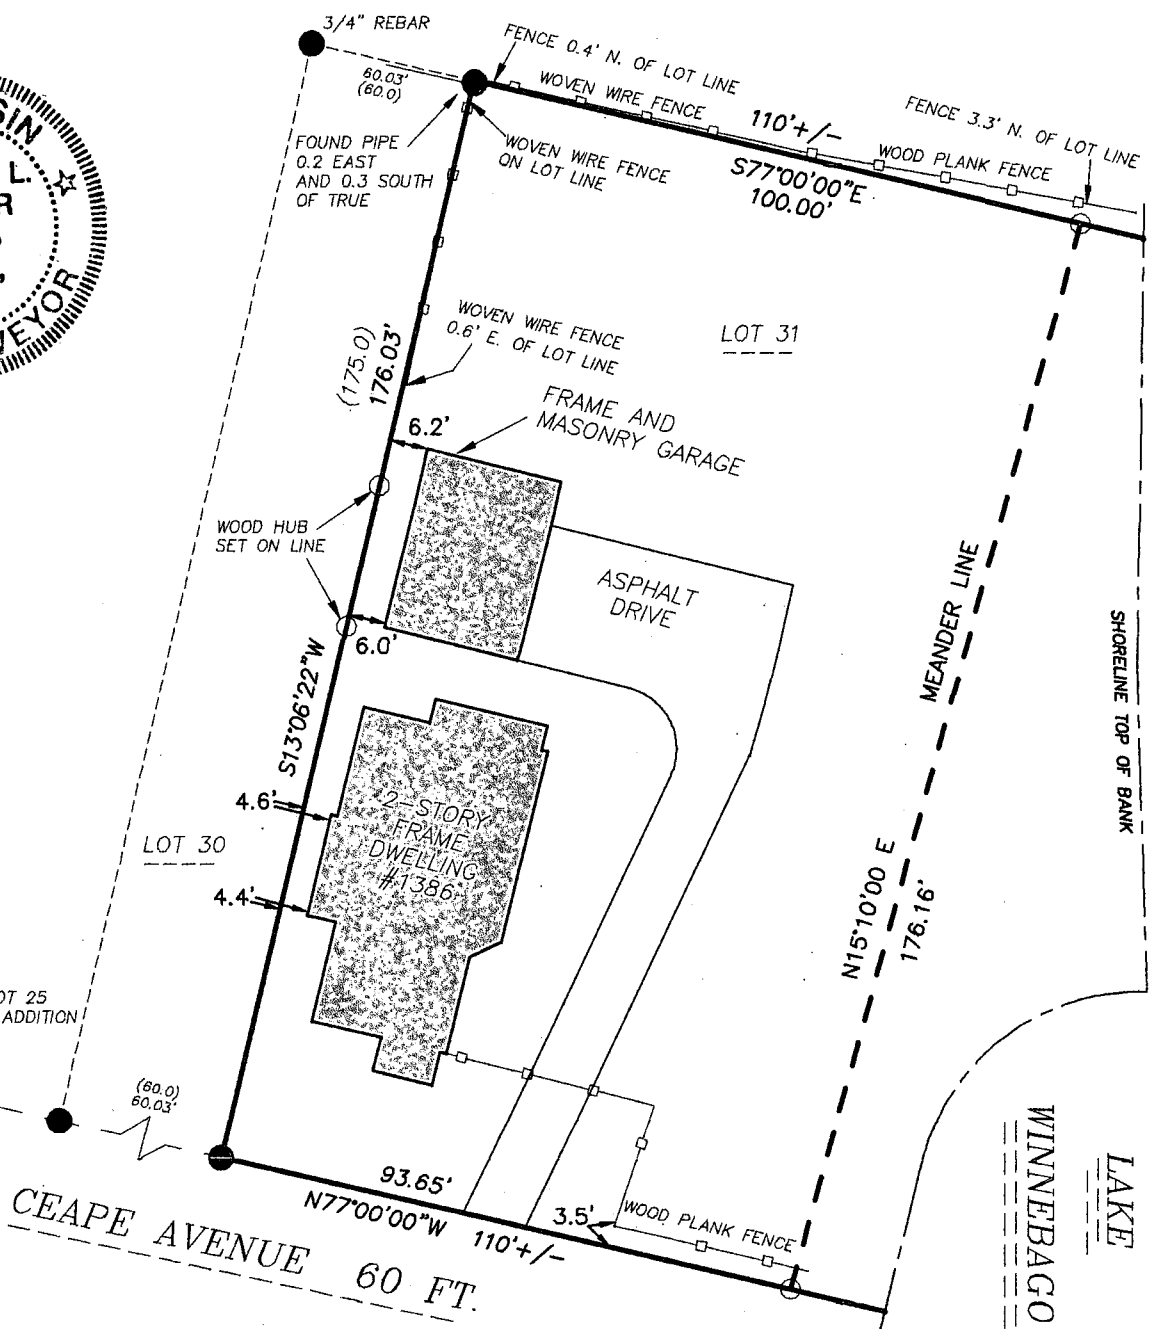 3/4" REBAR
60.03'
(60.0)
FENCE 0.4' N. OF LOT LINE
WOVEN WIRE FENCE
110'+/-
FENCE 3.3' N. OF LOT LINE
WOOD PLANK FENCE
S77°00'00"E
100.00'
FOUND PIPE
0.2 EAST
AND 0.3 SOUTH
OF TRUE
WOVEN WIRE FENCE
ON LOT LINE
SIN
L.
R
VEYOR
(175.0)
176.03'
WOVEN WIRE FENCE
0.6' E. OF LOT LINE
LOT 31
6.2'
FRAME AND
MASONRY GARAGE
WOOD HUB
SET ON LINE
ASPHALT
DRIVE
6.0'
MEANDER LINE
SHORELINE TOP OF BANK
S13°06'22"W
4.6'
2-STORY
FRAME
DWELLING
#1386
LOT 30
4.4'
N15°10'00 E
176.16'
OT 25
ADDITION
(60.0)
60.03'
93.65'
N77°00'00"W
110'+/-
3.5'
WOOD PLANK FENCE
CEAPE AVENUE 60 FT.
LAKE
WINNEBAGO